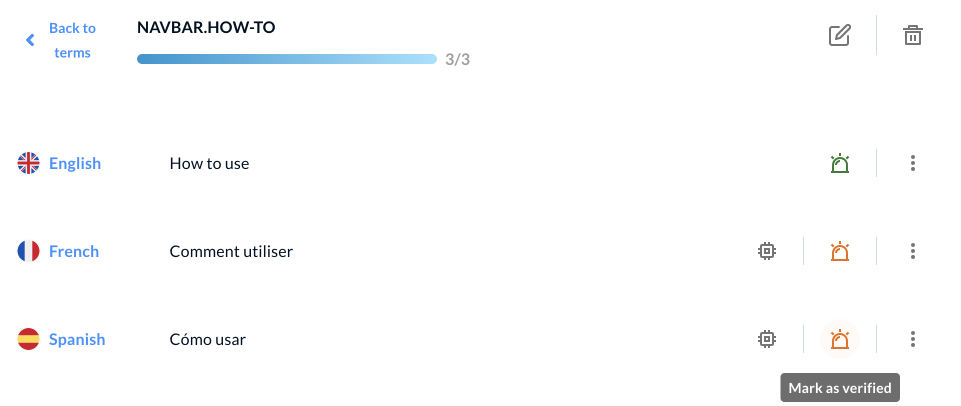 Back to
terms
NAVBAR.HOW-TO
3/3
English
How to use
French
Comment utiliser
Spanish
Cómo usar
Mark as verified